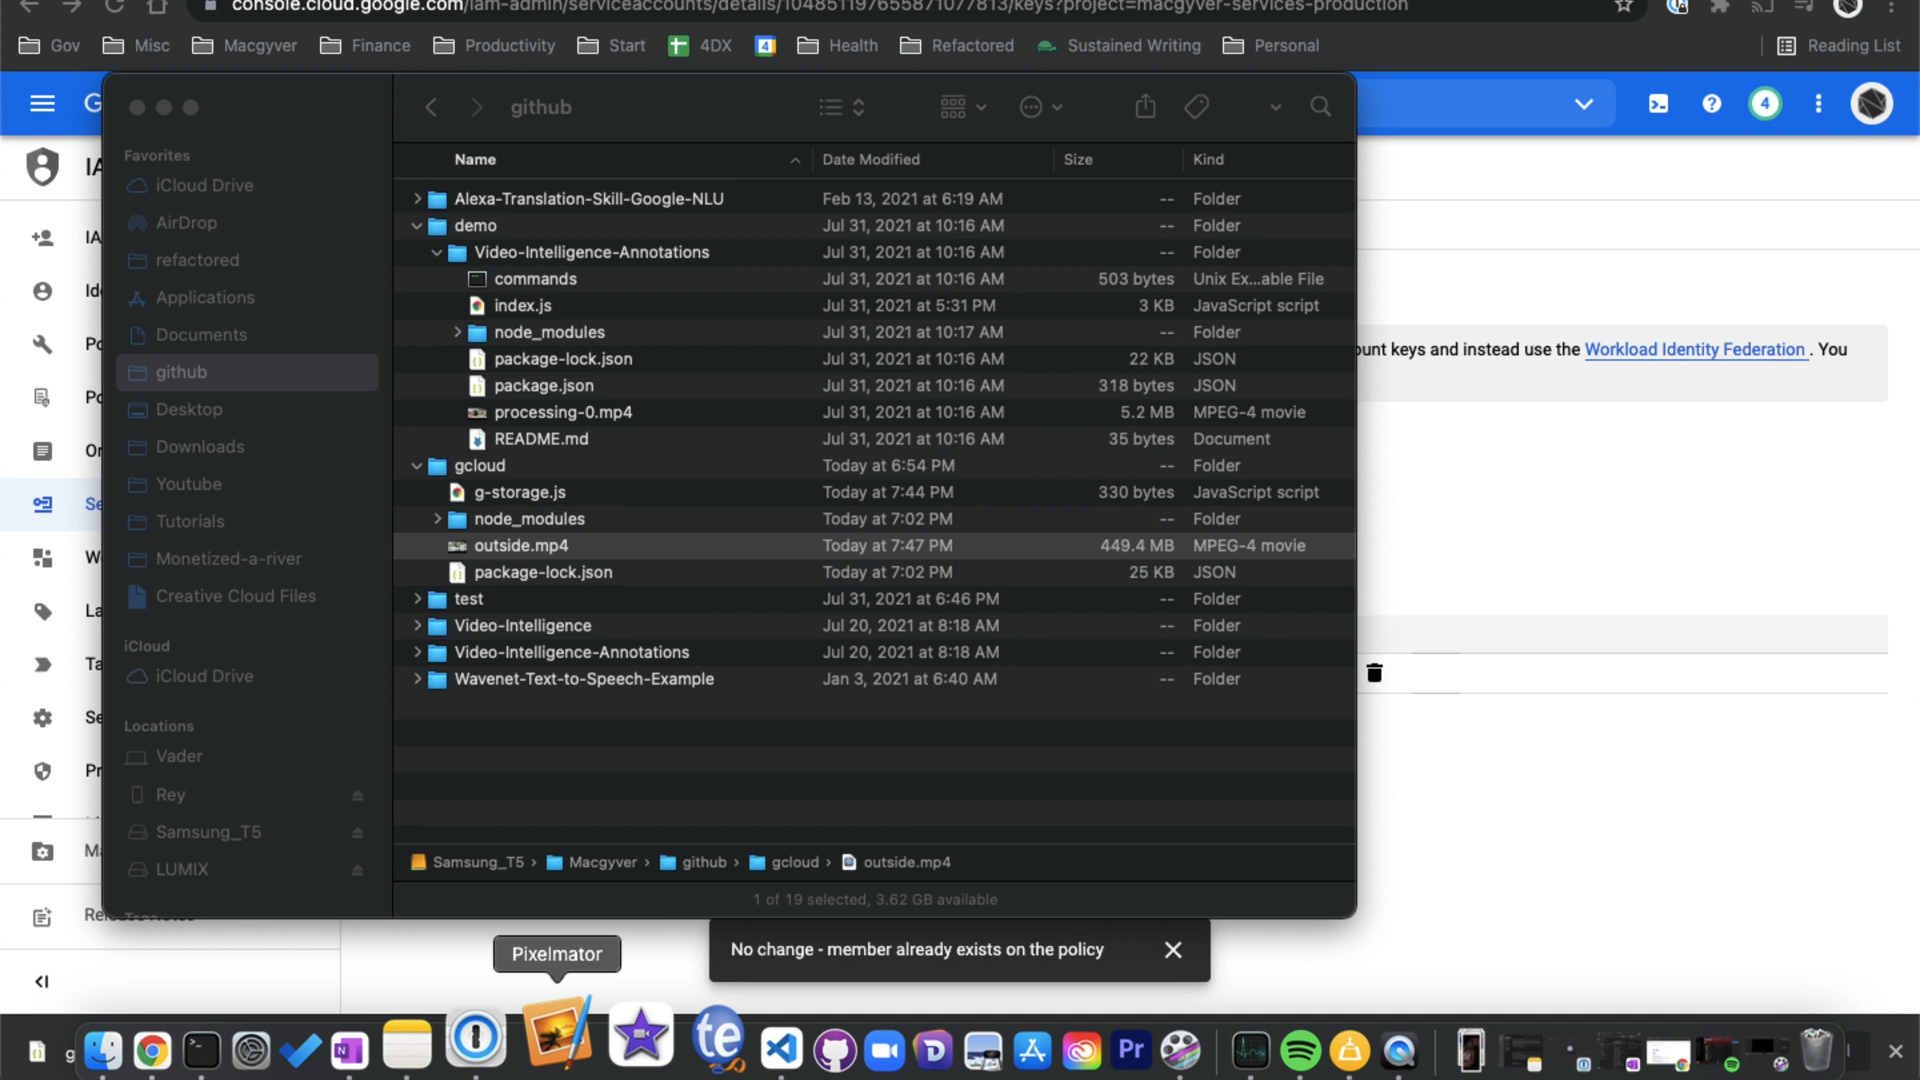 console.cloud.google.com/iam-admin/serviceaccounts/details/104851197655871077813/keys?project=macgyver-services-production
Gov Misc Macgyver Finance Productivity Start 4DX 4 Health Refactored Sustained Writing Personal Reading List
github
4
Favorites
iCloud Drive
AirDrop
refactored
Applications
Documents
github
Desktop
Downloads
Youtube
Tutorials
Monetized-a-river
Creative Cloud Files
iCloud
iCloud Drive
Locations
Vader
Rey
Samsung_T5
LUMIX
Name Date Modified Size Kind
Alexa-Translation-Skill-Google-NLU Feb 13, 2021 at 6:19 AM -- Folder
demo Jul 31, 2021 at 10:16 AM -- Folder
Video-Intelligence-Annotations Jul 31, 2021 at 10:16 AM -- Folder
commands Jul 31, 2021 at 10:16 AM 503 bytes Unix Ex...able File
index.js Jul 31, 2021 at 5:31 PM 3 KB JavaScript script
node_modules Jul 31, 2021 at 10:17 AM -- Folder
package-lock.json Jul 31, 2021 at 10:16 AM 22 KB JSON
package.json Jul 31, 2021 at 10:16 AM 318 bytes JSON
processing-0.mp4 Jul 31, 2021 at 10:16 AM 5.2 MB MPEG-4 movie
README.md Jul 31, 2021 at 10:16 AM 35 bytes Document
gcloud Today at 6:54 PM -- Folder
g-storage.js Today at 7:44 PM 330 bytes JavaScript script
node_modules Today at 7:02 PM -- Folder
outside.mp4 Today at 7:47 PM 449.4 MB MPEG-4 movie
package-lock.json Today at 7:02 PM 25 KB JSON
test Jul 31, 2021 at 6:46 PM -- Folder
Video-Intelligence Jul 20, 2021 at 8:18 AM -- Folder
Video-Intelligence-Annotations Jul 20, 2021 at 8:18 AM -- Folder
Wavenet-Text-to-Speech-Example Jan 3, 2021 at 6:40 AM -- Folder
Samsung_T5 › Macgyver › github › gcloud › outside.mp4
1 of 19 selected, 3.62 GB available
keys and instead use the Workload Identity Federation . You
Pixelmator
No change - member already exists on the policy
te
Pr